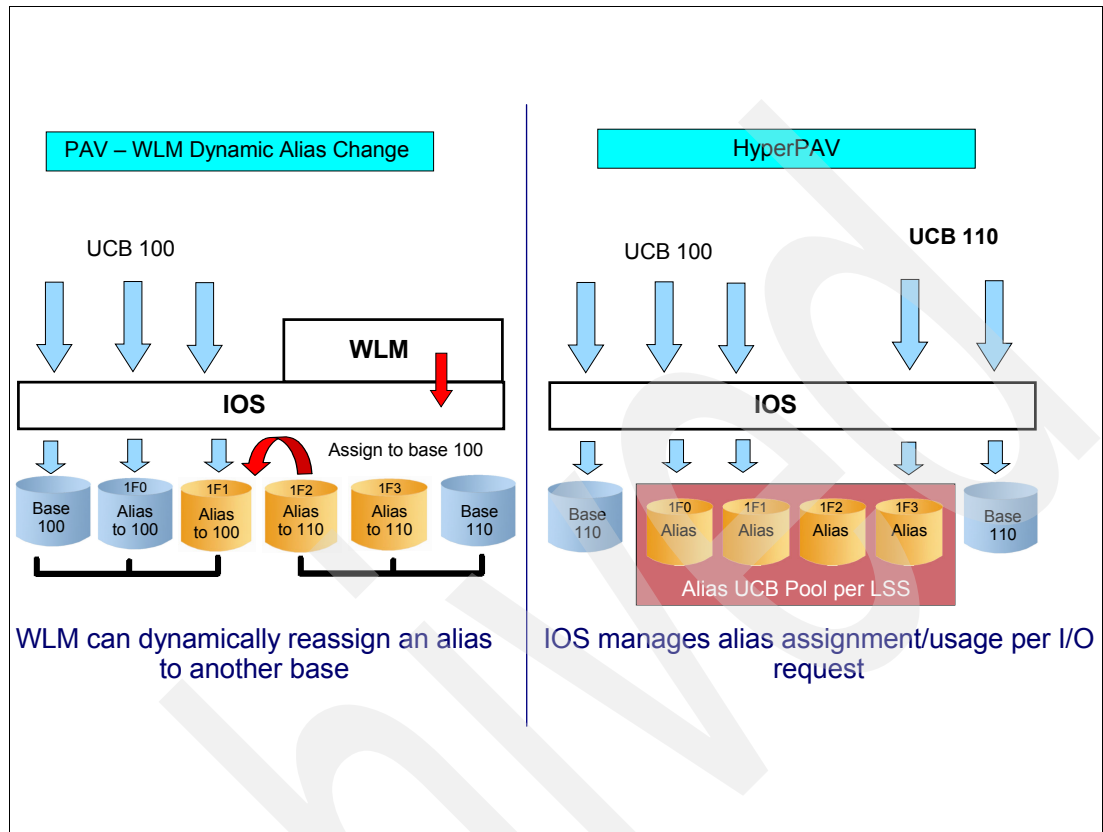 PAV – WLM Dynamic Alias Change
UCB 100
WLM
IOS
Assign to base 100
Base
100
1F0
Alias
to 100
1F1
Alias
to 100
1F2
Alias
to 110
1F3
Alias
to 110
Base
110
WLM can dynamically reassign an alias
to another base
HyperPAV
UCB 100
UCB 110
IOS
Base
110
1F0
Alias
1F1
Alias
1F2
Alias
1F3
Alias
Base
110
Alias UCB Pool per LSS
IOS manages alias assignment/usage per I/O
request